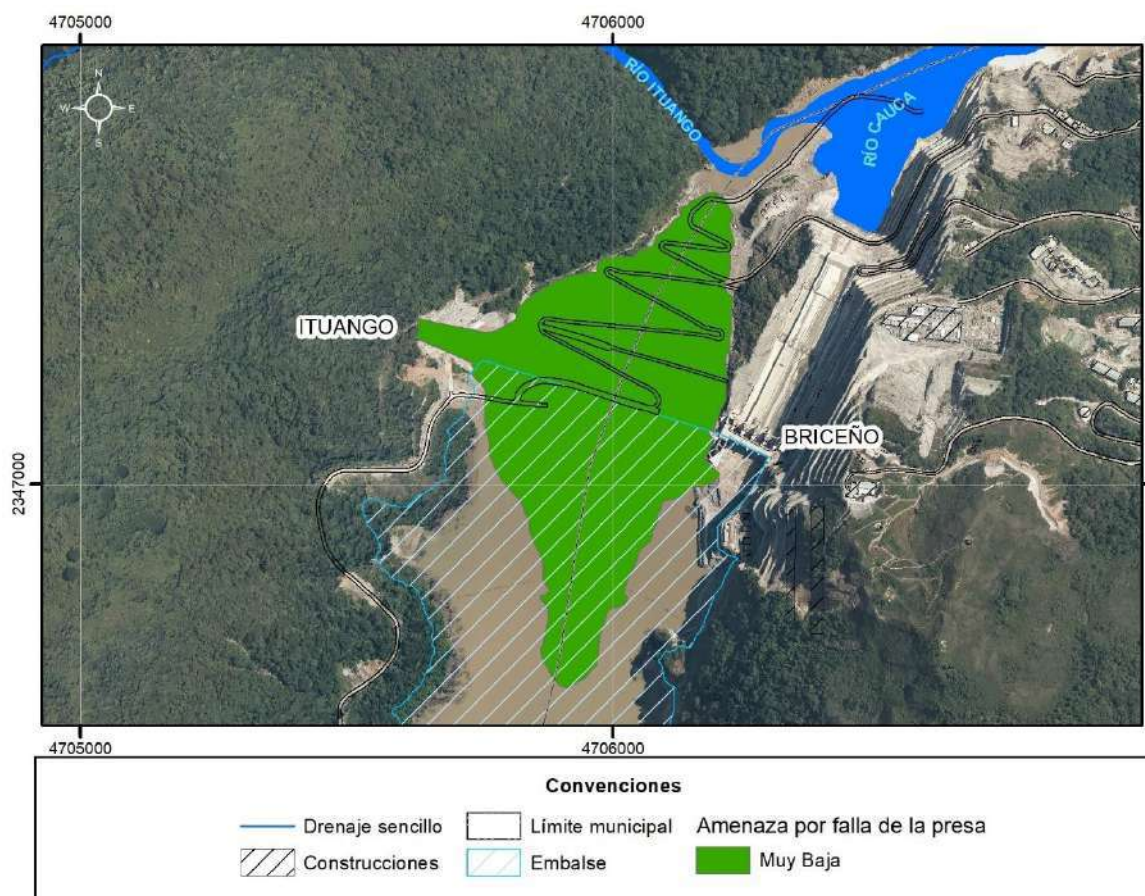 4705000 4706000
N
W E
S
RÍO ITUANGO
RÍO CAUCA
ITUANGO
BRICEÑO
2347000
4705000 4706000
Convenciones
Drenaje sencillo Límite municipal Amenaza por falla de la presa
Construcciones Embalse Muy Baja